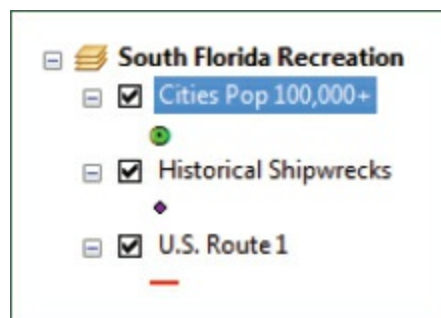 South Florida Recreation
Cities Pop 100,000+
Historical Shipwrecks
U.S. Route 1